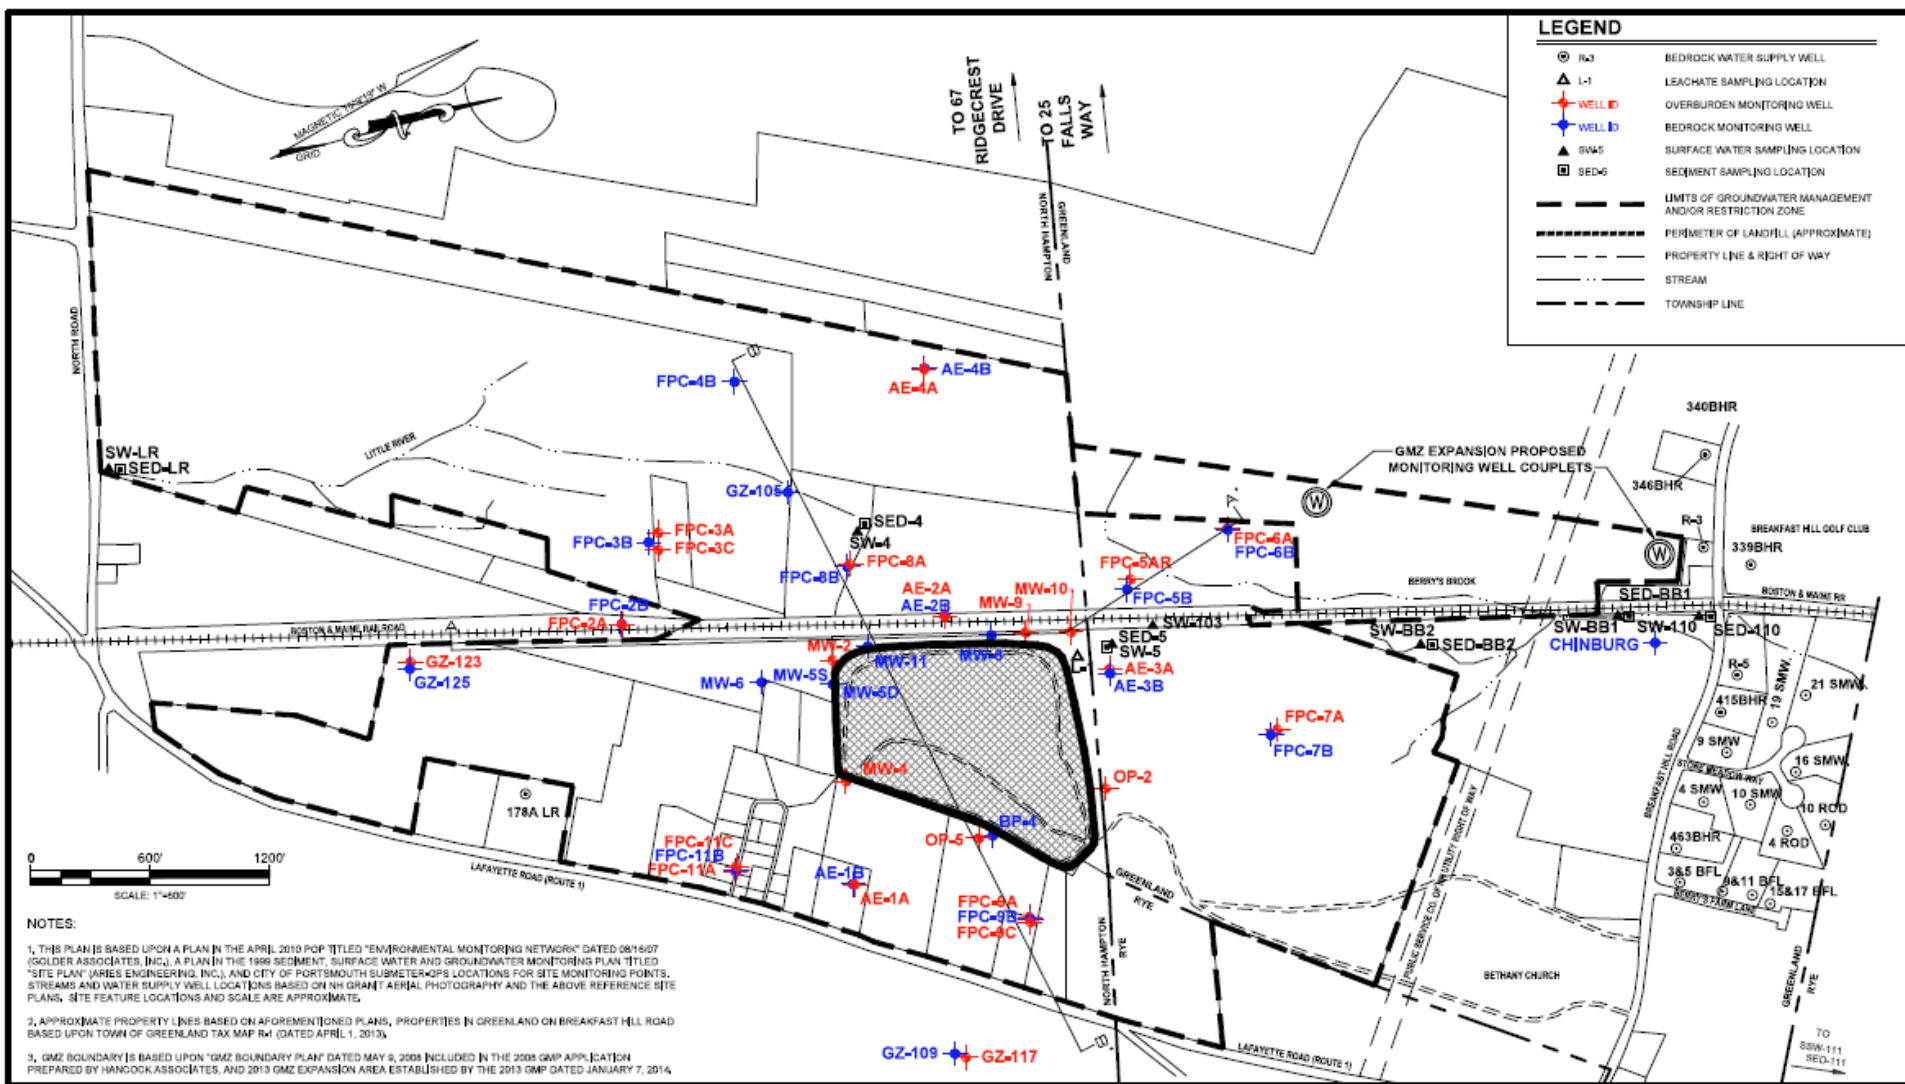 LEGEND
R-3 BEDROCK WATER SUPPLY WELL
L-1 LEACHATE SAMPLING LOCATION
WELL ID OVERBURDEN MONITORING WELL
WELL ID BEDROCK MONITORING WELL
SW-5 SURFACE WATER SAMPLING LOCATION
SED-5 SEDIMENT SAMPLING LOCATION
LIMITS OF GROUNDWATER MANAGEMENT
AND/OR RESTRICTION ZONE
PERIMETER OF LANDFILL (APPROXIMATE)
PROPERTY LINE & RIGHT OF WAY
STREAM
TOWNSHIP LINE
MAGNETIC
GRID
TO 67
RIDGECREST
DRIVE
TO 25
FALLS
WAY
NORTH HAMPTON
GREENLAND
NORTH ROAD
LITTLE RIVER
FPC-4B
AE-4B
AE-4A
SW-LR
SED-LR
GZ-105
GMZ EXPANSION PROPOSED
MONITORING WELL COUPLETS
W
W
340BHR
346BHR
R-3
BREAKFAST HILL GOLF CLUB
339BHR
FPC-3A
FPC-3B
FPC-3C
SED-4
SW-4
FPC-8A
FPC-8B
FPC-6A
FPC-6B
FPC-5AR
FPC-5B
BERRY'S BROOK
AE-2A
AE-2B
MW-9
MW-10
FPC-2B
FPC-2A
BOSTON & MAINE RAILROAD
BOSTON & MAINE RR
SED-BB1
SW-BB1
SW-110
SED-110
SW-BB2
SED-BB2
CHINBURG
SW-103
SED-5
SW-5
AE-3A
AE-3B
GZ-123
GZ-125
MW-2
MW-11
MW-8
MW-6
MW-5S
MW-5D
MW-4
FPC-7A
FPC-7B
OP-2
BP-4
OP-5
178A LR
FPC-11C
FPC-11B
FPC-11A
AE-1B
AE-1A
FPC-9A
FPC-9B
FPC-9C
GZ-109
GZ-117
R-5
415BHR
19 SMW.
21 SMW.
9 SMW
STONE MEADOW WAY
16 SMW.
4 SMW
10 SMW
10 ROD
4 ROD
463BHR
3&5 BFL
9&11 BFL
15&17 BFL
BERRY'S FARM LANE
BREAKFAST HILL ROAD
PUBLIC SERVICE CO. OF NH UTILITY RIGHT OF WAY
BETHANY CHURCH
GREENLAND
RYE
NORTH HAMPTON
RYE
GREENLAND
RYE
LAFAYETTE ROAD (ROUTE 1)
LAFAYETTE ROAD (ROUTE 1)
TO
SSW-111
SED-111
0 600' 1200'
SCALE: 1"=600'
NOTES:
1. THIS PLAN IS BASED UPON A PLAN IN THE APRIL 2010 POP TITLED "ENVIRONMENTAL MONITORING NETWORK" DATED 08/16/07
(GOLDER ASSOCIATES, INC.), A PLAN IN THE 1999 SEDIMENT, SURFACE WATER AND GROUNDWATER MONITORING PLAN TITLED
"SITE PLAN" (ARIES ENGINEERING, INC.), AND CITY OF PORTSMOUTH SUBMETER-GPS LOCATIONS FOR SITE MONITORING POINTS.
STREAMS AND WATER SUPPLY WELL LOCATIONS BASED ON NH GRANIT AERIAL PHOTOGRAPHY AND THE ABOVE REFERENCE SITE
PLANS. SITE FEATURE LOCATIONS AND SCALE ARE APPROXIMATE.
2. APPROXIMATE PROPERTY LINES BASED ON AFOREMENTIONED PLANS. PROPERTIES IN GREENLAND ON BREAKFAST HILL ROAD
BASED UPON TOWN OF GREENLAND TAX MAP R-1 (DATED APRIL 1, 2013).
3. GMZ BOUNDARY IS BASED UPON "GMZ BOUNDARY PLAN" DATED MAY 9, 2008 INCLUDED IN THE 2008 GMP APPLICATION
PREPARED BY HANCOCK ASSOCIATES, AND 2013 GMZ EXPANSION AREA ESTABLISHED BY THE 2013 GMP DATED JANUARY 7, 2014.